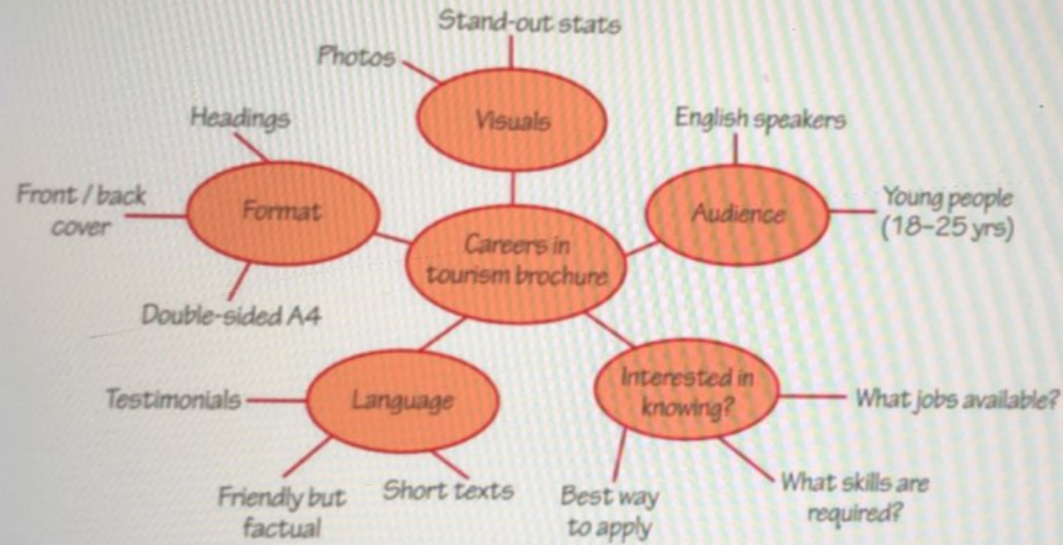 Stand-out stats
Photos
Visuals
Headings
English speakers
Front / back
cover
Format
Audience
Young people
(18–25 yrs)
Careers in
tourism brochure
Double-sided A4
Testimonials
Language
Interested in
knowing?
What jobs available?
Friendly but
factual
Short texts
Best way
to apply
What skills are
required?